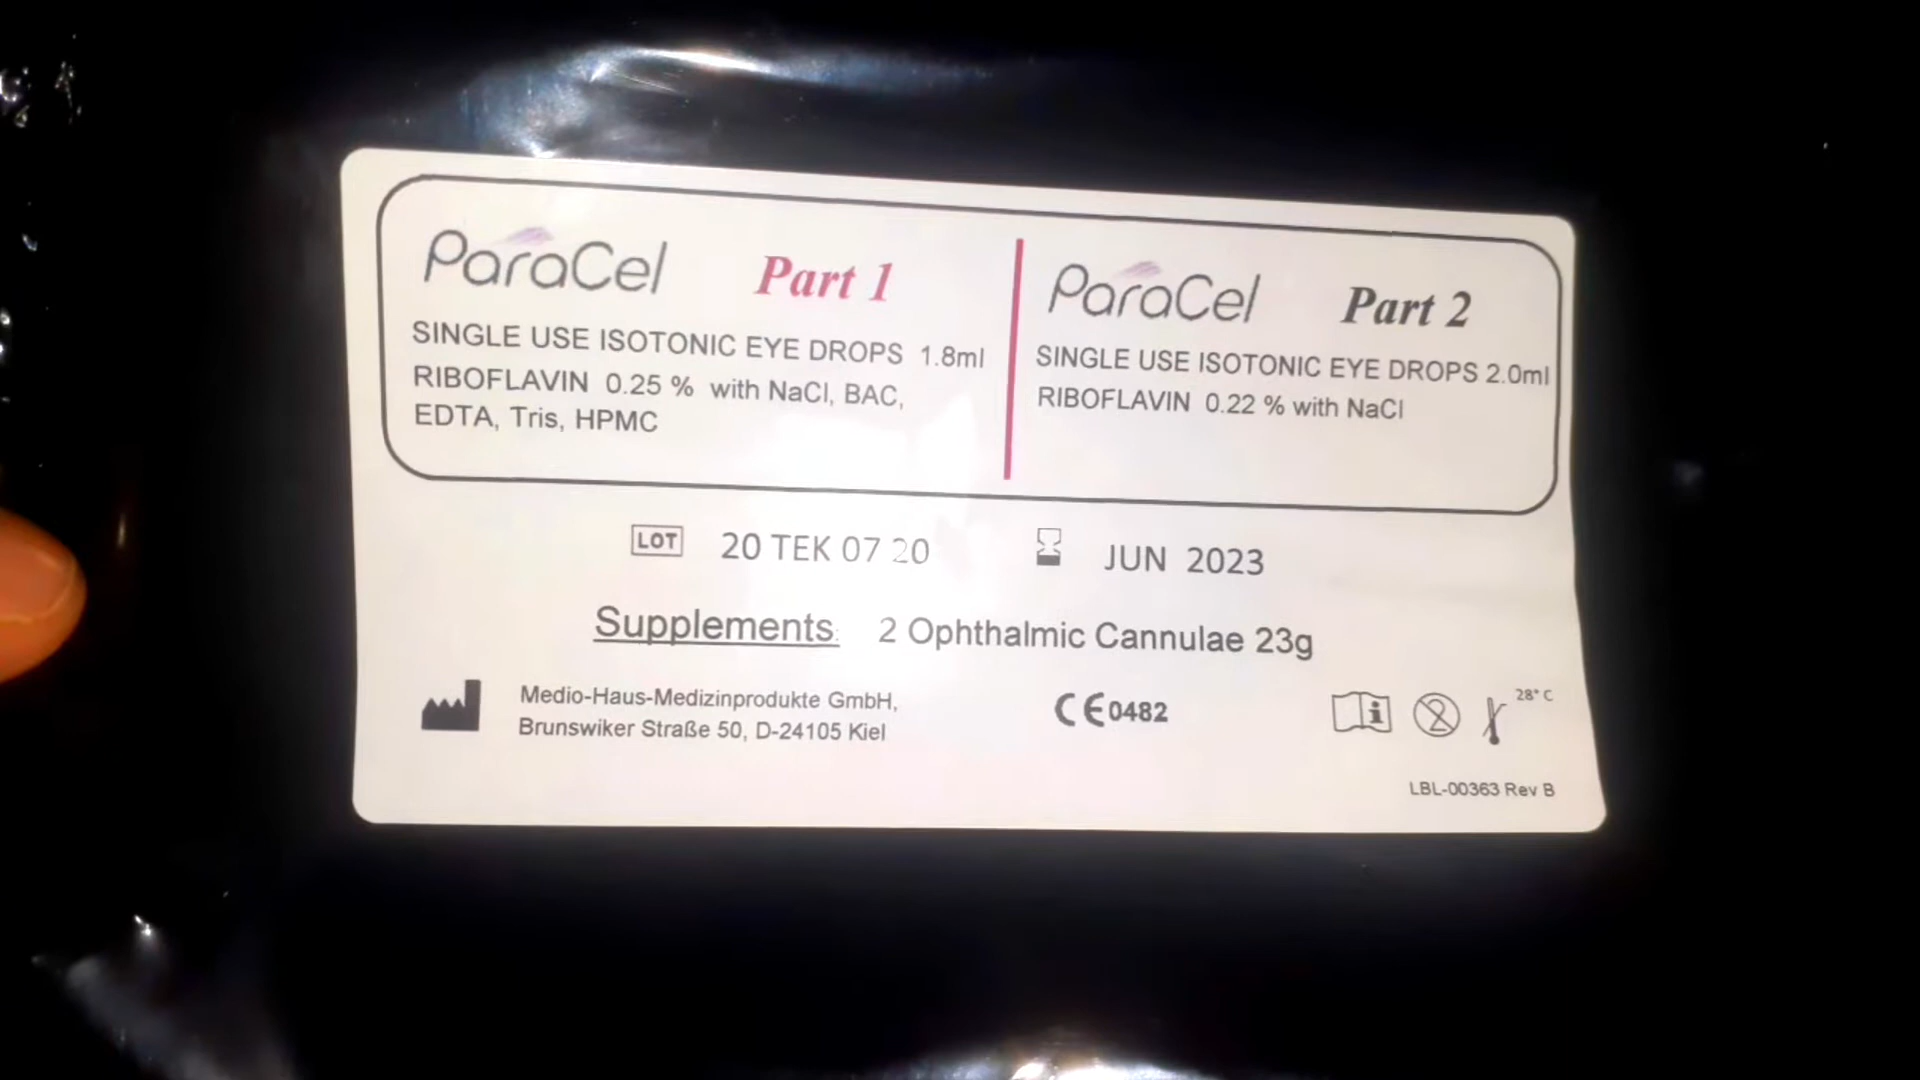 ParaCel Part 1
SINGLE USE ISOTONIC EYE DROPS 1.8ml
RIBOFLAVIN 0.25 % with NaCl, BAC,
EDTA, Tris, HPMC
ParaCel Part 2
SINGLE USE ISOTONIC EYE DROPS 2.0ml
RIBOFLAVIN 0.22 % with NaCl
LOT 20 TEK 07 20 JUN 2023
Supplements: 2 Ophthalmic Cannulae 23g
Medio-Haus-Medizinprodukte GmbH,
Brunswiker Straße 50, D-24105 Kiel
CE0482
2
28° C
LBL-00363 Rev B